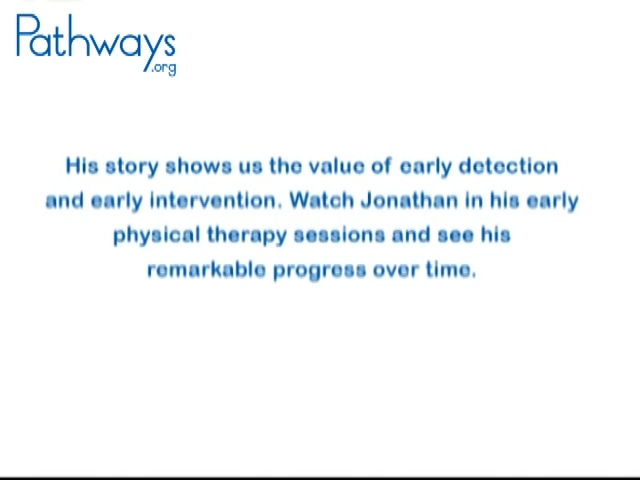 Pathways
.org
His story shows us the value of early detection
and early intervention. Watch Jonathan in his early
physical therapy sessions and see his
remarkable progress over time.